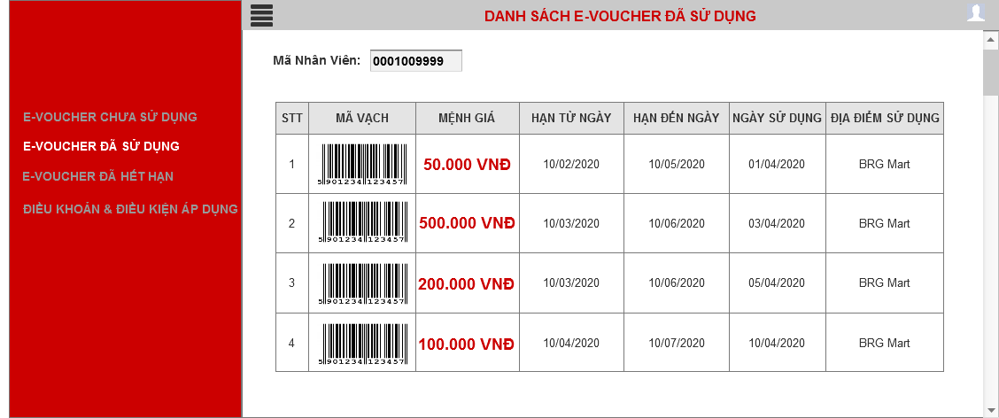 DANH SÁCH E-VOUCHER ĐÃ SỬ DỤNG
E-VOUCHER CHƯA SỬ DỤNG
E-VOUCHER ĐÃ SỬ DỤNG
E-VOUCHER ĐÃ HẾT HẠN
ĐIỀU KHOẢN & ĐIỀU KIỆN ÁP DỤNG
Mã Nhân Viên: 0001009999
STT MÃ VẠCH MỆNH GIÁ HẠN TỪ NGÀY HẠN ĐẾN NGÀY NGÀY SỬ DỤNG ĐỊA ĐIỂM SỬ DỤNG
1 5 901234 123457 50.000 VNĐ 10/02/2020 10/05/2020 01/04/2020 BRG Mart
2 5 901234 123457 500.000 VNĐ 10/03/2020 10/06/2020 03/04/2020 BRG Mart
3 5 901234 123457 200.000 VNĐ 10/03/2020 10/06/2020 05/04/2020 BRG Mart
4 5 901234 123457 100.000 VNĐ 10/04/2020 10/07/2020 10/04/2020 BRG Mart